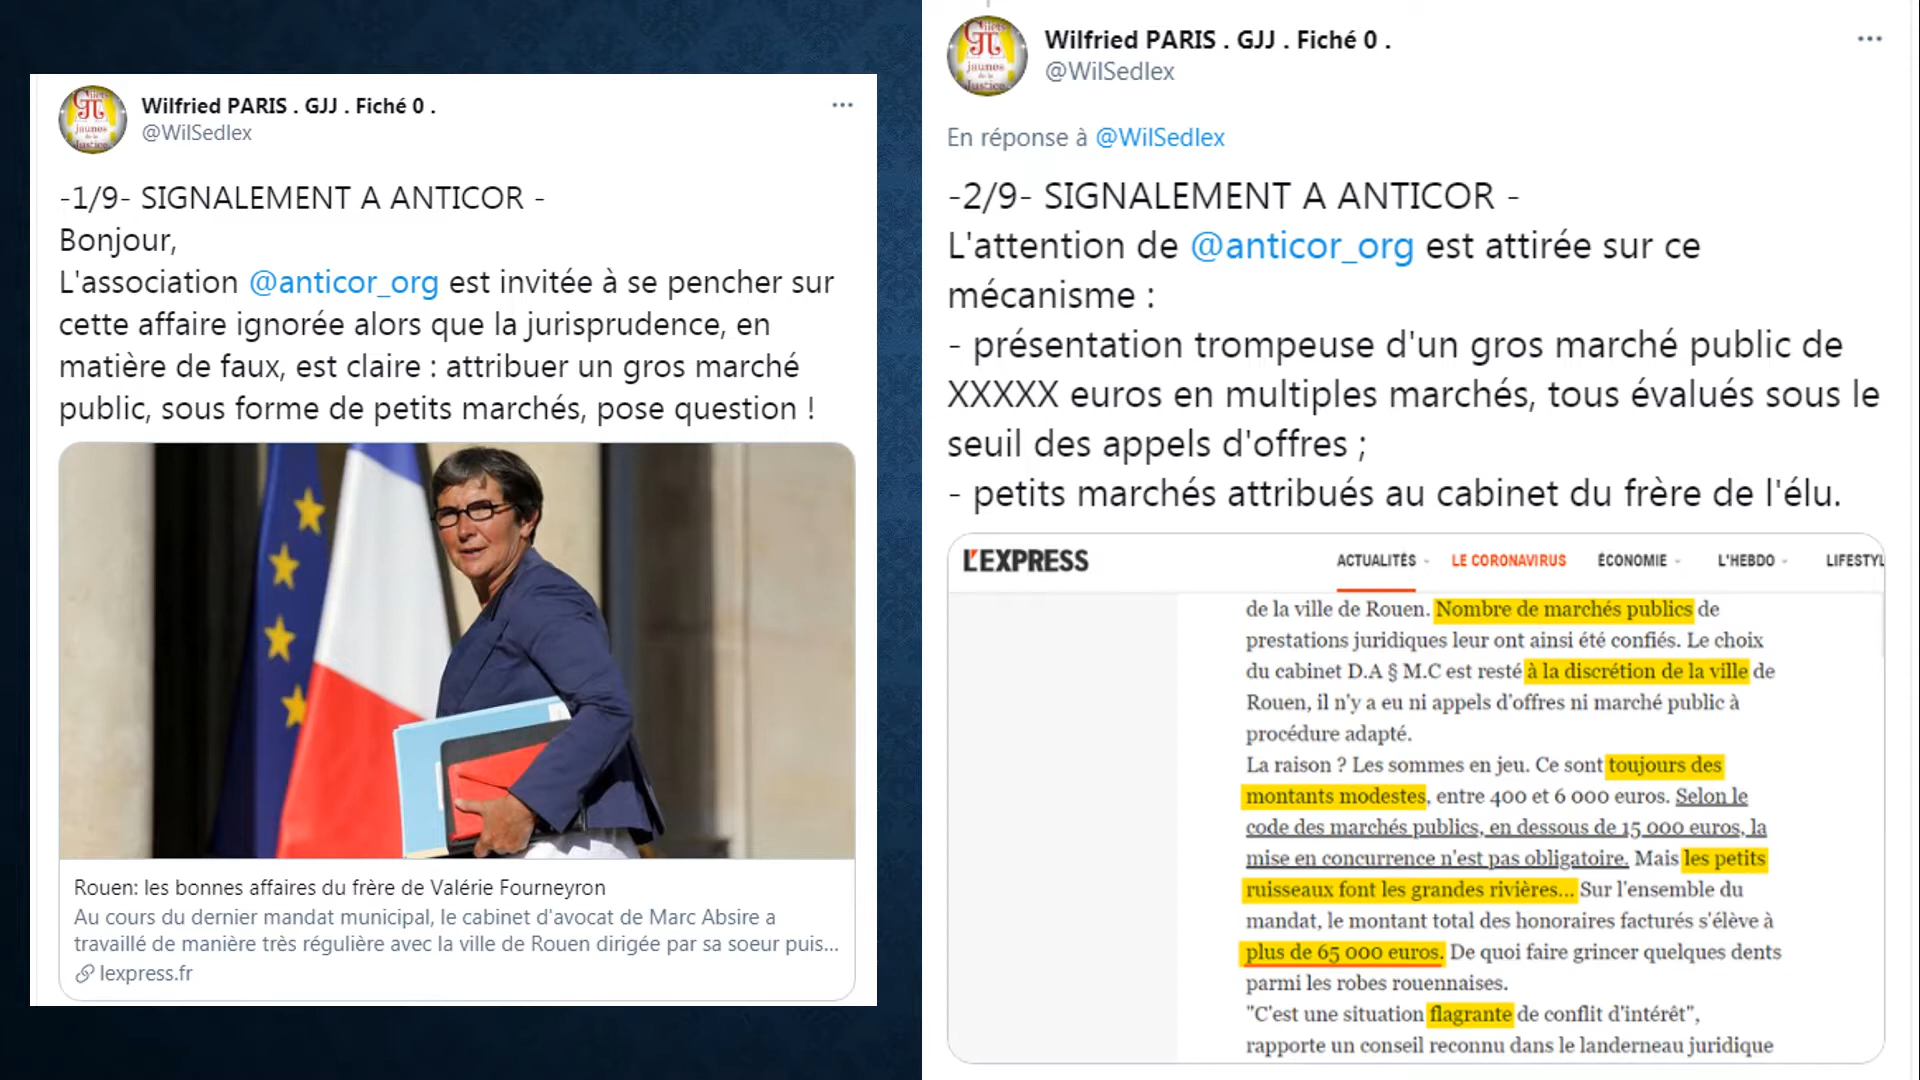 Wilfried PARIS . GJJ . Fiché 0 .
@WilSedlex
-1/9- SIGNALEMENT A ANTICOR -
Bonjour,
L'association @anticor_org est invitée à se pencher sur
cette affaire ignorée alors que la jurisprudence, en
matière de faux, est claire : attribuer un gros marché
public, sous forme de petits marchés, pose question !
Rouen: les bonnes affaires du frère de Valérie Fourneyron
Au cours du dernier mandat municipal, le cabinet d'avocat de Marc Absire a
travaillé de manière très régulière avec la ville de Rouen dirigée par sa soeur puis...
lexpress.fr
Wilfried PARIS . GJJ . Fiché 0 .
@WilSedlex
En réponse à @WilSedlex
-2/9- SIGNALEMENT A ANTICOR -
L'attention de @anticor_org est attirée sur ce
mécanisme :
- présentation trompeuse d'un gros marché public de
XXXXX euros en multiples marchés, tous évalués sous le
seuil des appels d'offres ;
- petits marchés attribués au cabinet du frère de l'élu.
L'EXPRESS ACTUALITÉS LE CORONAVIRUS ÉCONOMIE L'HEBDO LIFESTYL
de la ville de Rouen. Nombre de marchés publics de
prestations juridiques leur ont ainsi été confiés. Le choix
du cabinet D.A § M.C est resté à la discrétion de la ville de
Rouen, il n'y a eu ni appels d'offres ni marché public à
procédure adapté.
La raison ? Les sommes en jeu. Ce sont toujours des
montants modestes, entre 400 et 6 000 euros. Selon le
code des marchés publics, en dessous de 15 000 euros, la
mise en concurrence n'est pas obligatoire. Mais les petits
ruisseaux font les grandes rivières... Sur l'ensemble du
mandat, le montant total des honoraires facturés s'élève à
plus de 65 000 euros. De quoi faire grincer quelques dents
parmi les robes rouennaises.
"C'est une situation flagrante de conflit d'intérêt",
rapporte un conseil reconnu dans le landerneau juridique